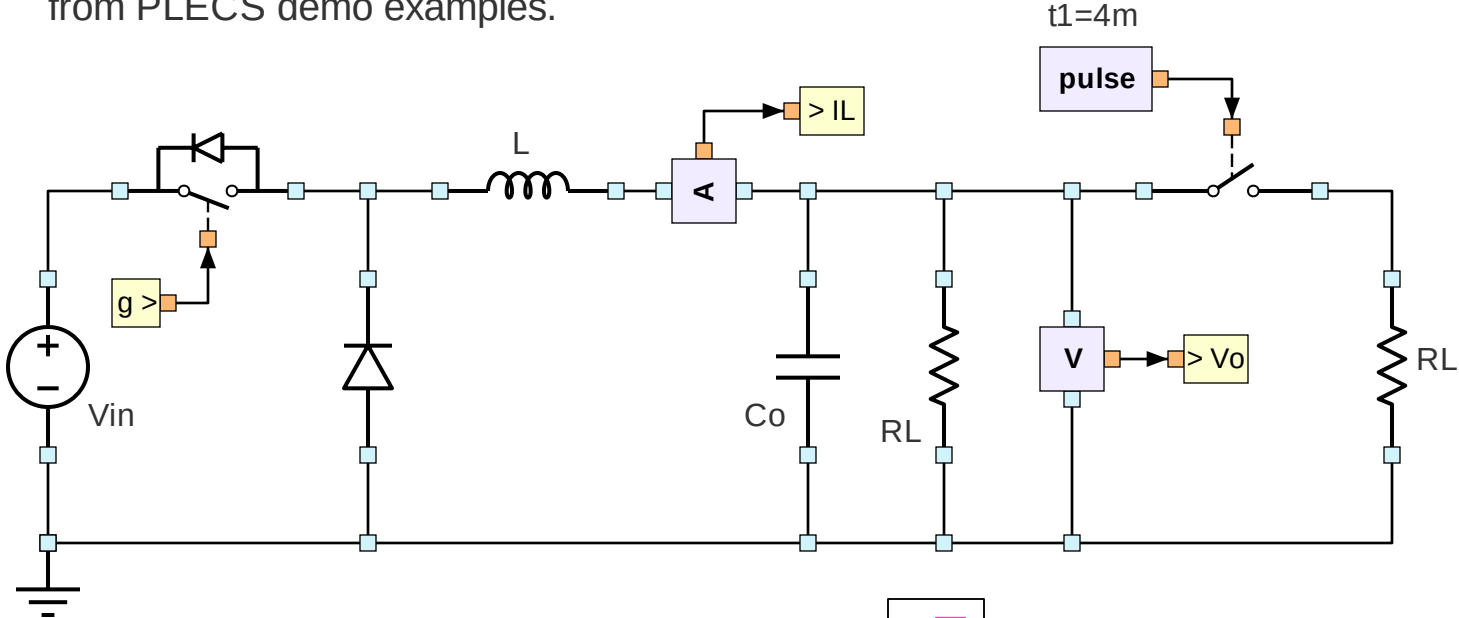 from PLECS demo examples.
t1=4m
pulse
> IL
L
A
g >
V
> Vo
RL
Vin
Co
RL